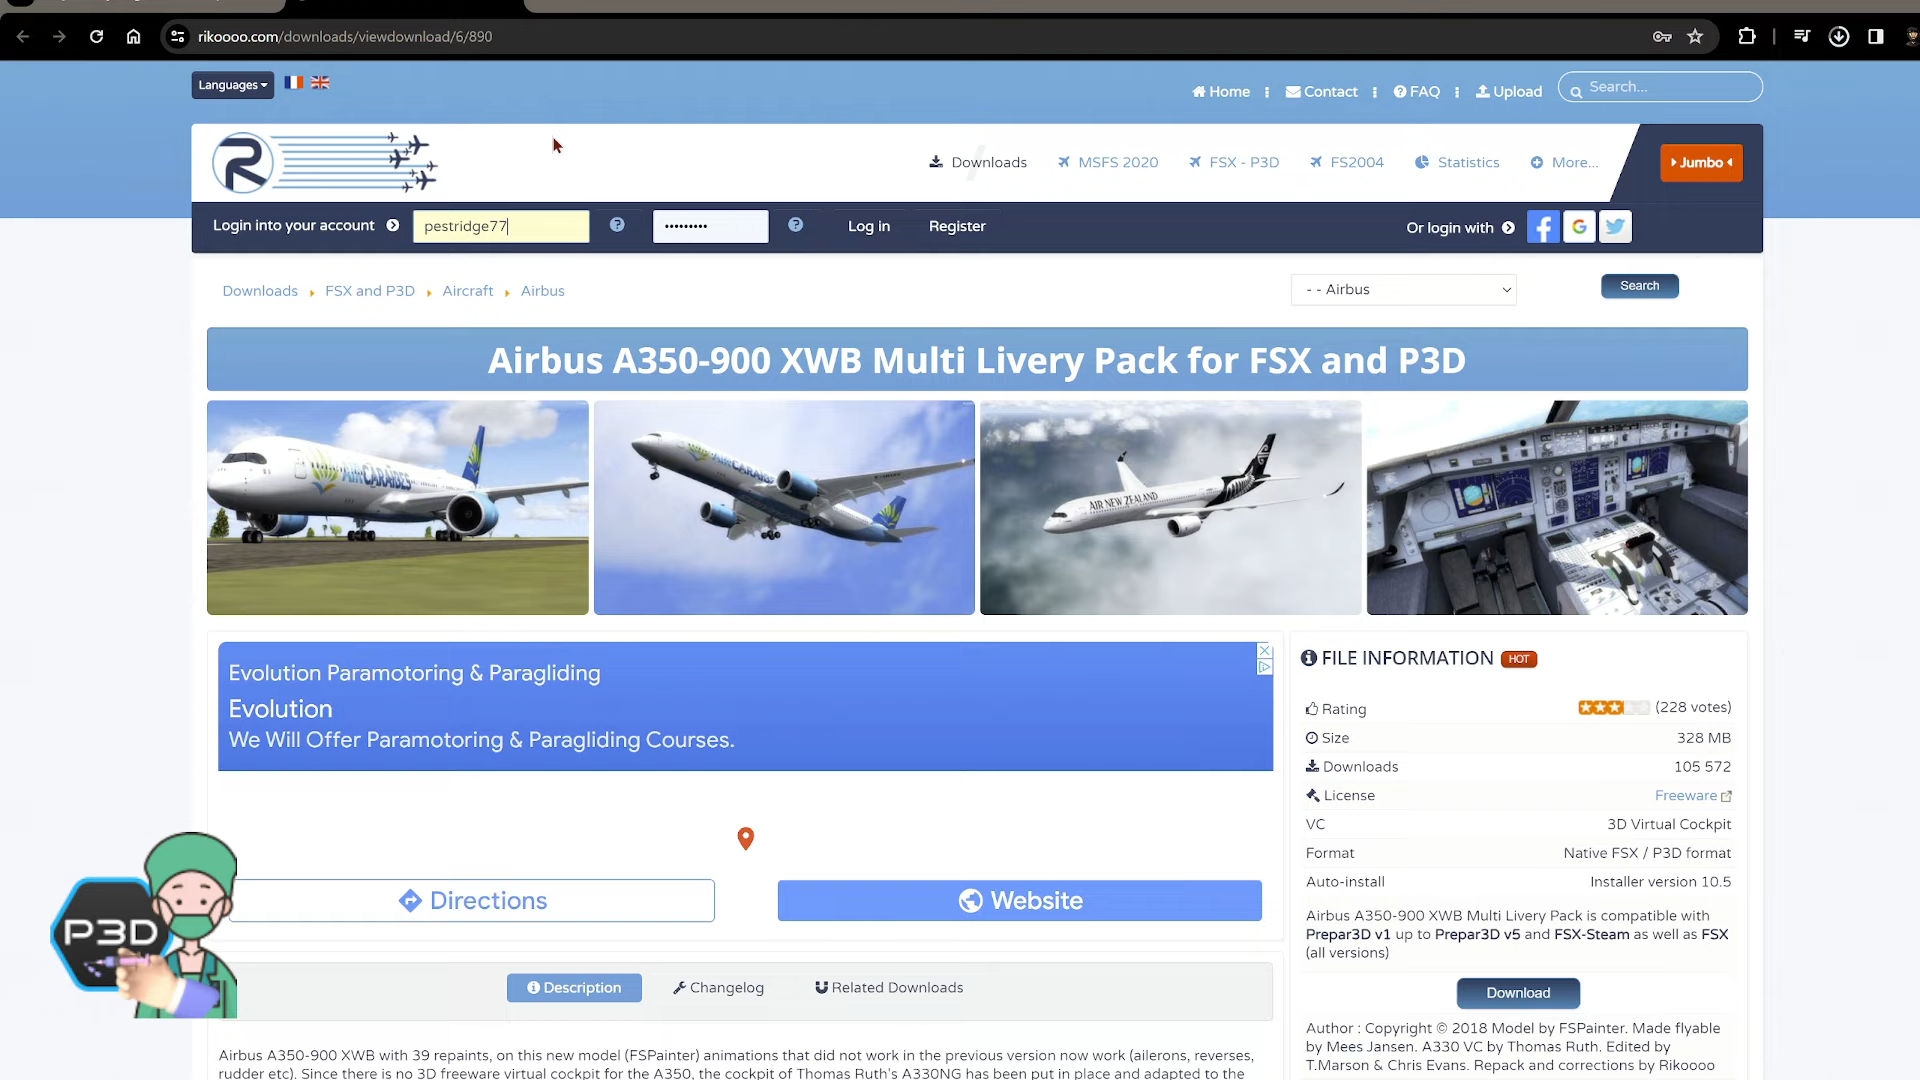 rikoooo.com/downloads/viewdownload/6/890
Languages
Home
Contact
FAQ
Upload
Search...
R
Downloads
MSFS 2020
FSX - P3D
FS2004
Statistics
More...
Jumbo
Login into your account
pestridge77
•••••••••
Log in
Register
Or login with
Downloads
FSX and P3D
Aircraft
Airbus
- - Airbus
Search
Airbus A350-900 XWB Multi Livery Pack for FSX and P3D
AIRCARAÏBES
AIRCARAÏBES
AIR NEW ZEALAND
Evolution Paramotoring & Paragliding
Evolution
We Will Offer Paramotoring & Paragliding Courses.
Directions
Website
Description
Changelog
Related Downloads
Airbus A350-900 XWB with 39 repaints, on this new model (FSPainter) animations that did not work in the previous version now work (ailerons, reverses,
rudder etc). Since there is no 3D freeware virtual cockpit for the A350, the cockpit of Thomas Ruth's A330NG has been put in place and adapted to the
FILE INFORMATION HOT
Rating (228 votes)
Size 328 MB
Downloads 105 572
License Freeware
VC 3D Virtual Cockpit
Format Native FSX / P3D format
Auto-install Installer version 10.5
Airbus A350-900 XWB Multi Livery Pack is compatible with
Prepar3D v1 up to Prepar3D v5 and FSX-Steam as well as FSX
(all versions)
Download
Author : Copyright © 2018 Model by FSPainter. Made flyable
by Mees Jansen. A330 VC by Thomas Ruth. Edited by
T.Marson & Chris Evans. Repack and corrections by Rikoooo
P3D